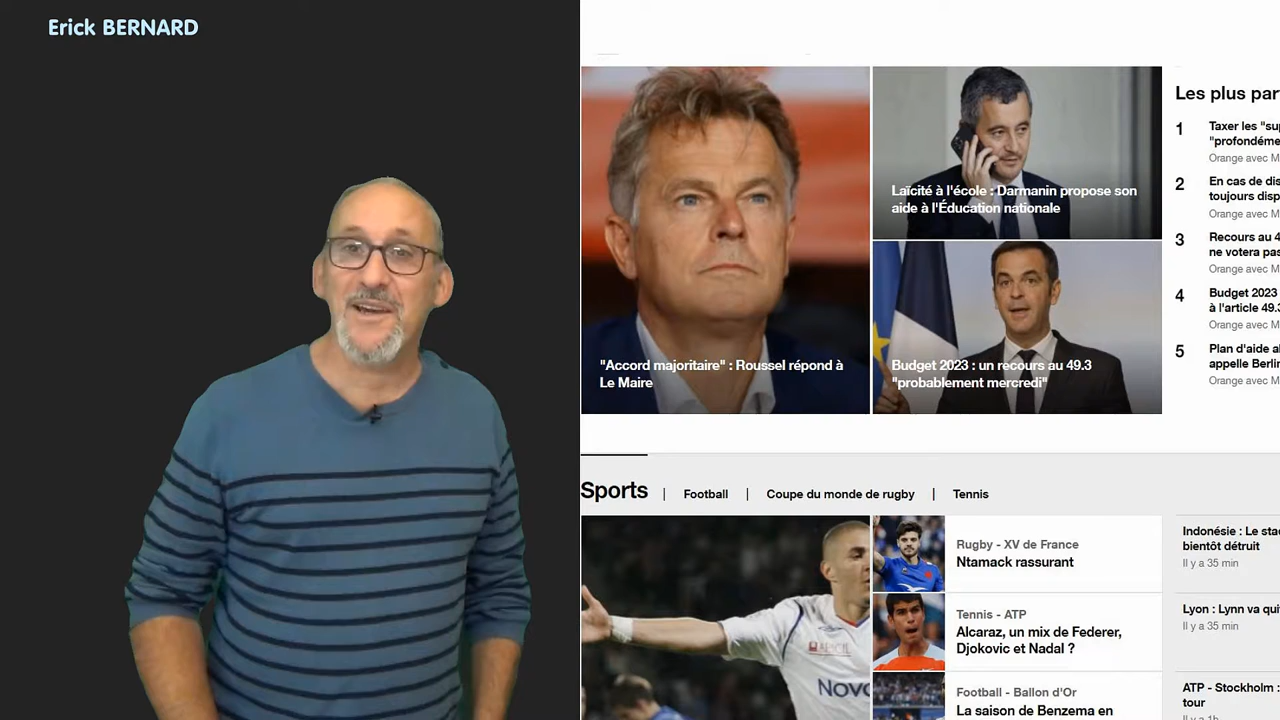 Erick BERNARD
"Accord majoritaire" : Roussel répond à
Le Maire
Laïcité à l'école : Darmanin propose son
aide à l'Éducation nationale
Budget 2023 : un recours au 49.3
"probablement mercredi"
Les plus par
1 Taxer les "su
"profondéme
Orange avec M
2 En cas de dis
toujours disp
Orange avec M
3 Recours au 4
ne votera pas
Orange avec M
4 Budget 2023
à l'article 49.3
Orange avec M
5 Plan d'aide al
appelle Berlin
Orange avec M
Sports | Football | Coupe du monde de rugby | Tennis
Novo
Rugby - XV de France
Ntamack rassurant
Tennis - ATP
Alcaraz, un mix de Federer,
Djokovic et Nadal ?
Football - Ballon d'Or
La saison de Benzema en
Indonésie : Le sta
bientôt détruit
Il y a 35 min
Lyon : Lynn va qui
Il y a 35 min
ATP - Stockholm :
tour
Il y a 1h